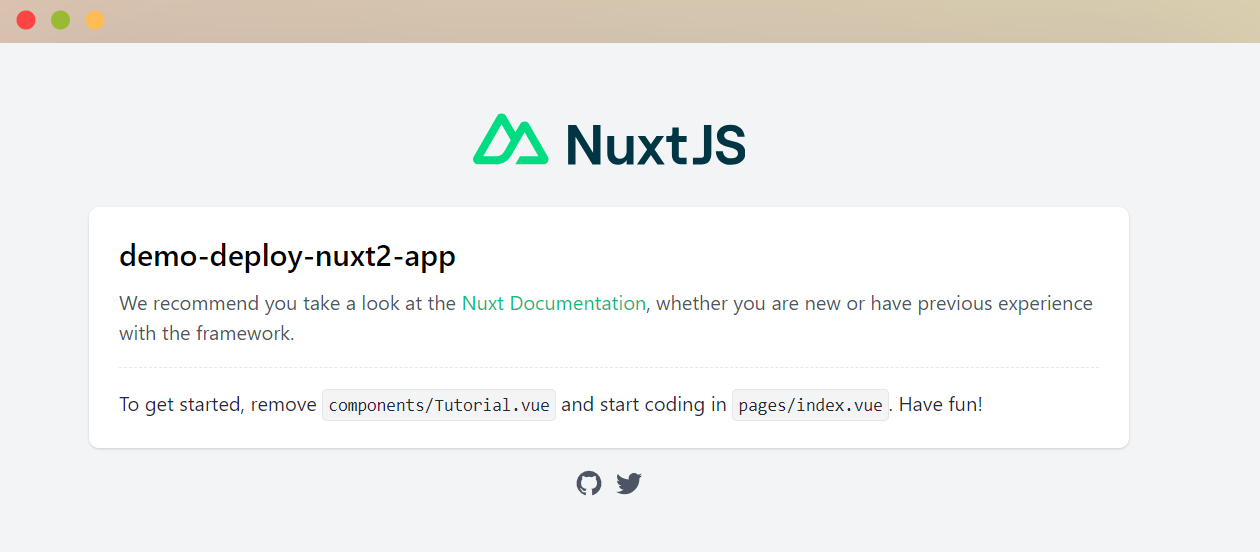 NuxtJS
demo-deploy-nuxt2-app
We recommend you take a look at the Nuxt Documentation, whether you are new or have previous experience
with the framework.
To get started, remove components/Tutorial.vue and start coding in pages/index.vue. Have fun!